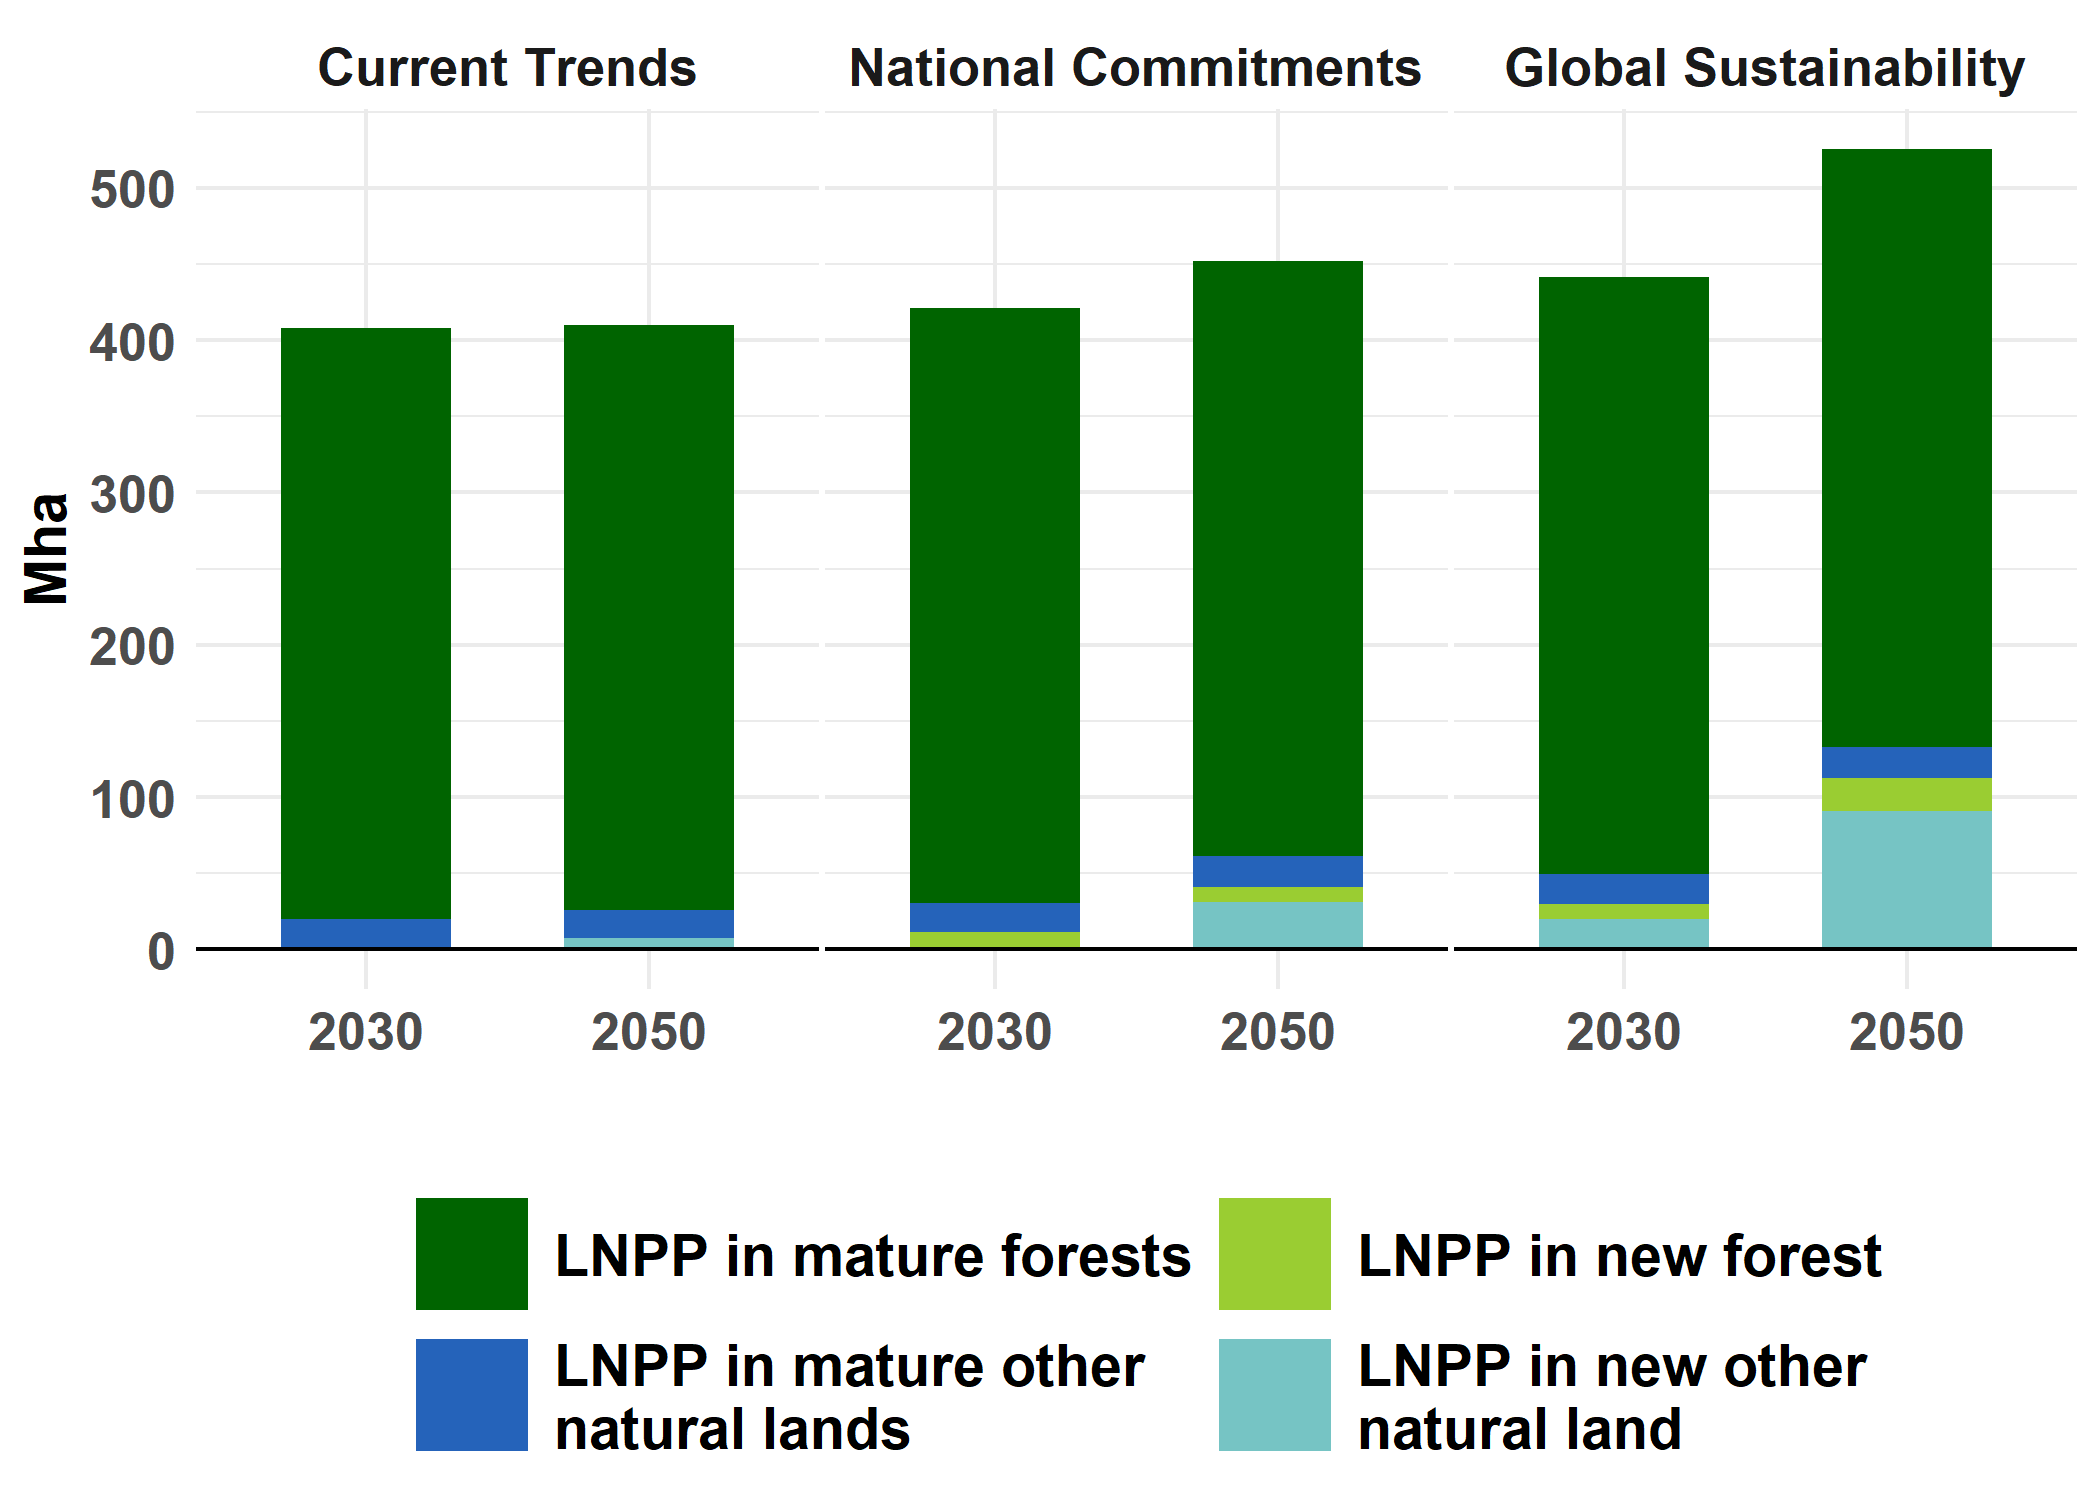 Current Trends
National Commitments
Global Sustainability
Mha
500
400
300
200
100
0
2030
2050
2030
2050
2030
2050
LNPP in mature forests
LNPP in mature other
natural lands
LNPP in new forest
LNPP in new other
natural land